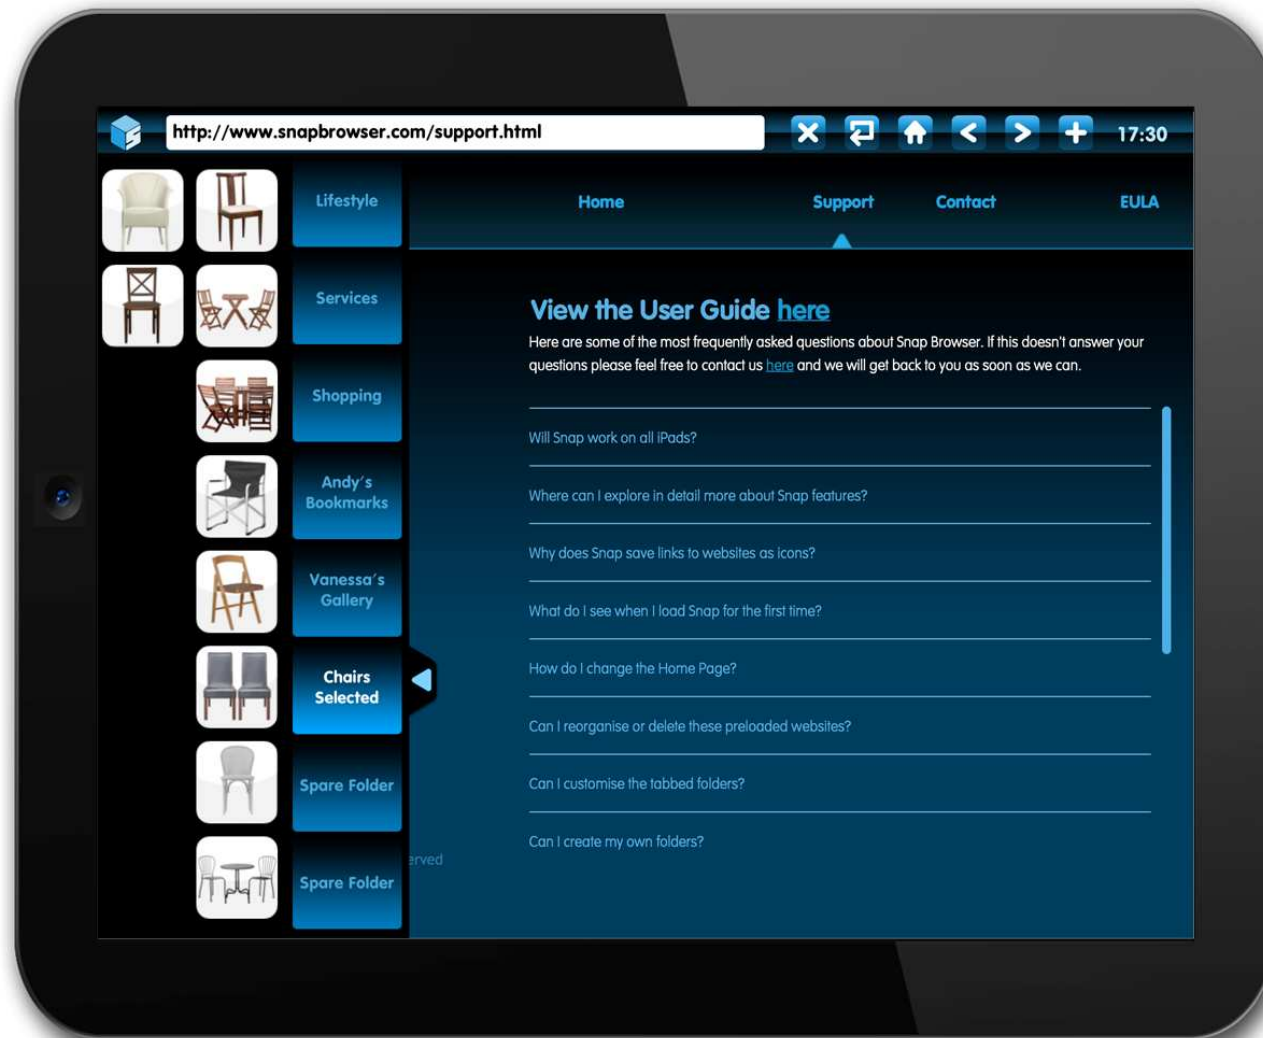 http://www.snapbrowser.com/support.html
17:30
Lifestyle
Services
Shopping
Andy's
Bookmarks
Vanessa's
Gallery
Chairs
Selected
Spare Folder
Spare Folder
Home Support Contact EULA
View the User Guide here
Here are some of the most frequently asked questions about Snap Browser. If this doesn't answer your
questions please feel free to contact us here and we will get back to you as soon as we can.
Will Snap work on all iPads?
Where can I explore in detail more about Snap features?
Why does Snap save links to websites as icons?
What do I see when I load Snap for the first time?
How do I change the Home Page?
Can I reorganise or delete these preloaded websites?
Can I customise the tabbed folders?
Can I create my own folders?
erved